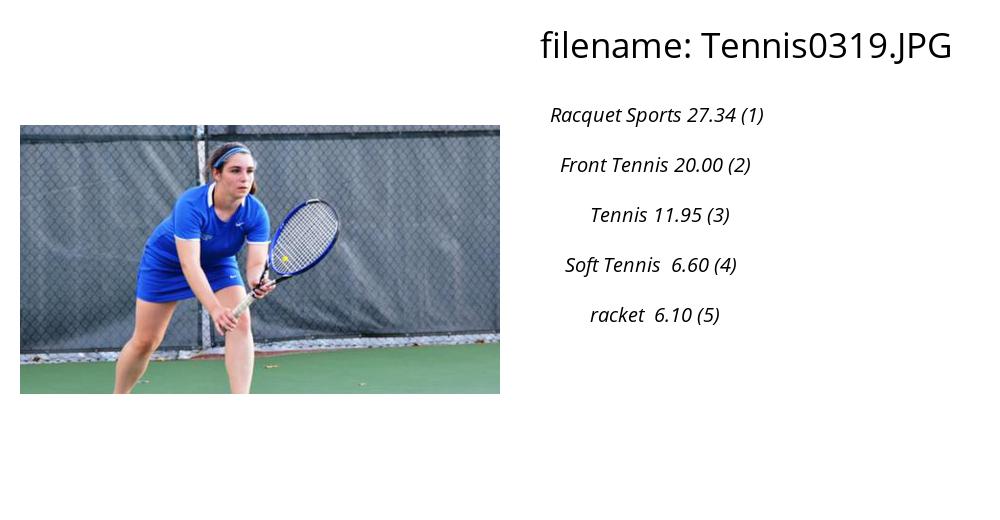 filename: Tennis0319.JPG
Racquet Sports 27.34 (1)
Front Tennis 20.00 (2)
Tennis 11.95 (3)
Soft Tennis 6.60 (4)
racket 6.10 (5)